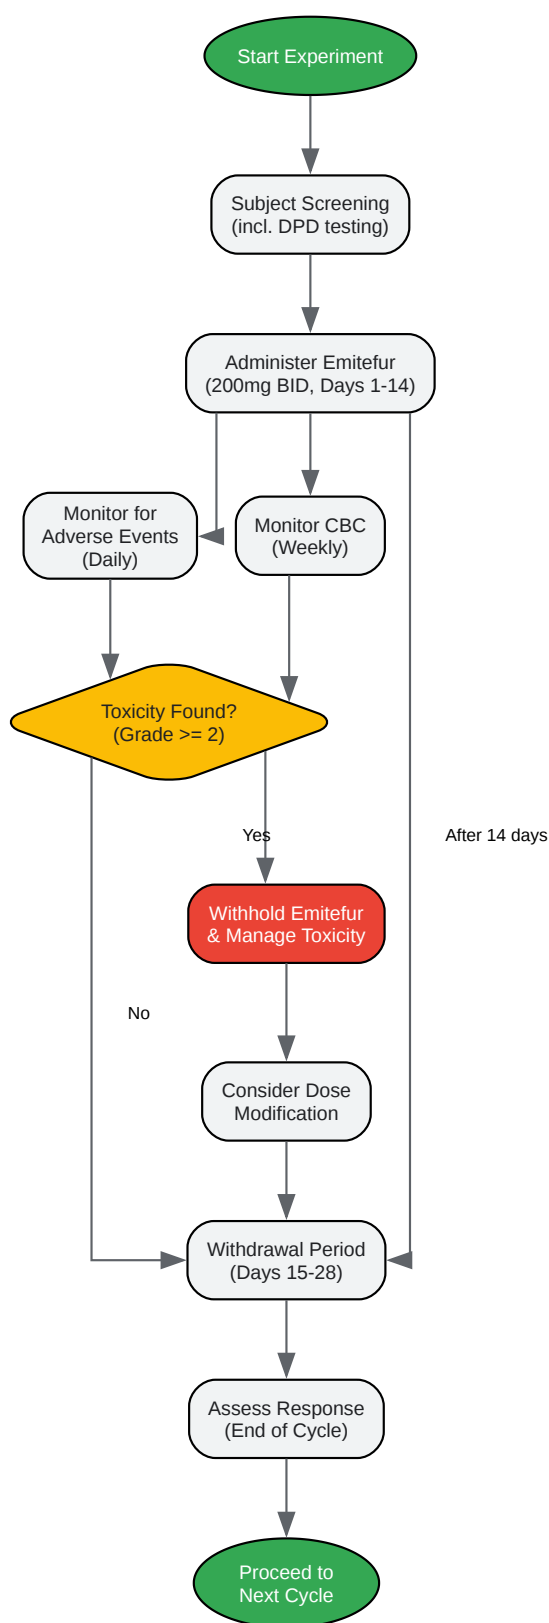 Start Experiment
Subject Screening
(incl. DPD testing)
Administer Emitefur
(200mg BID, Days 1-14)
Monitor for
Adverse Events
(Daily)
Monitor CBC
(Weekly)
Toxicity Found?
(Grade >= 2)
Yes
After 14 days
Withhold Emitefur
& Manage Toxicity
No
Consider Dose
Modification
Withdrawal Period
(Days 15-28)
Assess Response
(End of Cycle)
Proceed to
Next Cycle